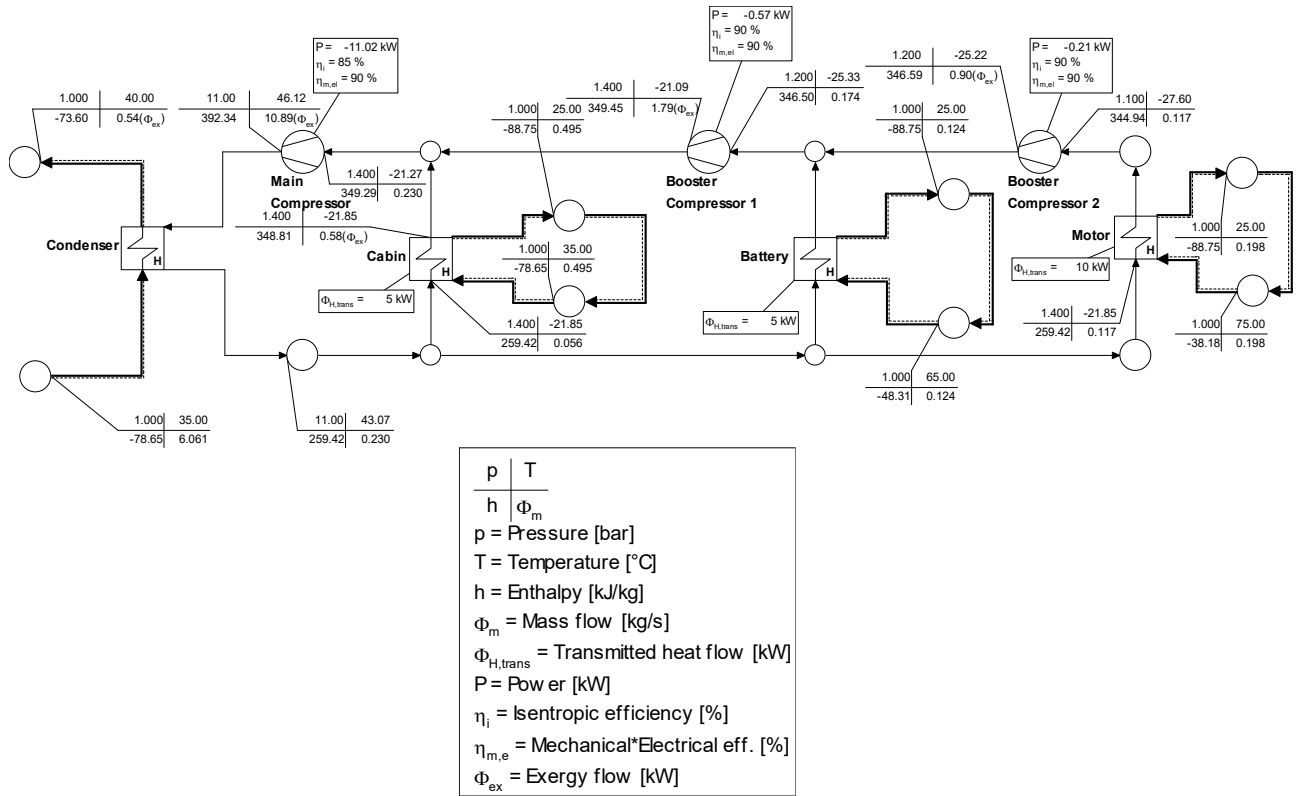 P = -11.02 kW
ηi = 85 %
ηm,el = 90 %
P = -0.57 kW
ηi = 90 %
ηm,el = 90 %
P = -0.21 kW
ηi = 90 %
ηm,el = 90 %
1.000 40.00
-73.60 0.54(Φex)
11.00 46.12
392.34 10.89(Φex)
1.400 -21.09
349.45 1.79(Φex)
1.200 -25.33
346.50 0.174
1.200 -25.22
346.59 0.90(Φex)
1.100 -27.60
344.94 0.117
1.000 25.00
-88.75 0.495
1.000 25.00
-88.75 0.124
Main
Compressor
1.400 -21.27
349.29 0.230
Booster
Compressor 1
Booster
Compressor 2
1.400 -21.85
348.81 0.58(Φex)
Condenser
H
Cabin
H
Battery
H
Motor
H
1.000 35.00
-78.65 0.495
1.000 25.00
-88.75 0.198
ΦH,trans = 5 kW
ΦH,trans = 5 kW
ΦH,trans = 10 kW
1.400 -21.85
259.42 0.056
1.400 -21.85
259.42 0.117
1.000 75.00
-38.18 0.198
1.000 65.00
-48.31 0.124
1.000 35.00
-78.65 6.061
11.00 43.07
259.42 0.230
p T
h Φm
p = Pressure [bar]
T = Temperature [°C]
h = Enthalpy [kJ/kg]
Φm = Mass flow [kg/s]
ΦH,trans = Transmitted heat flow [kW]
P = Power [kW]
ηi = Isentropic efficiency [%]
ηm,e = Mechanical*Electrical eff. [%]
Φex = Exergy flow [kW]